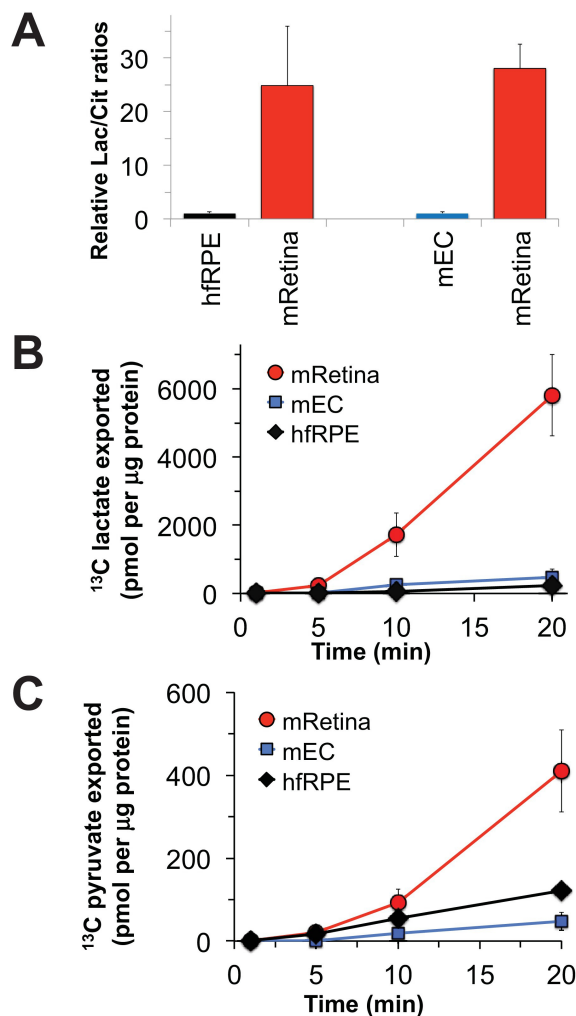 A
Relative Lac/Cit ratios
30
20
10
0
hfRPE
mRetina
mEC
mRetina
B
¹³C lactate exported
(pmol per µg protein)
mRetina
mEC
hfRPE
6000
4000
2000
0
0 5 10 15 20
Time (min)
C
¹³C pyruvate exported
(pmol per µg protein)
600
mRetina
mEC
hfRPE
400
200
0
0 5 10 15 20
Time (min)